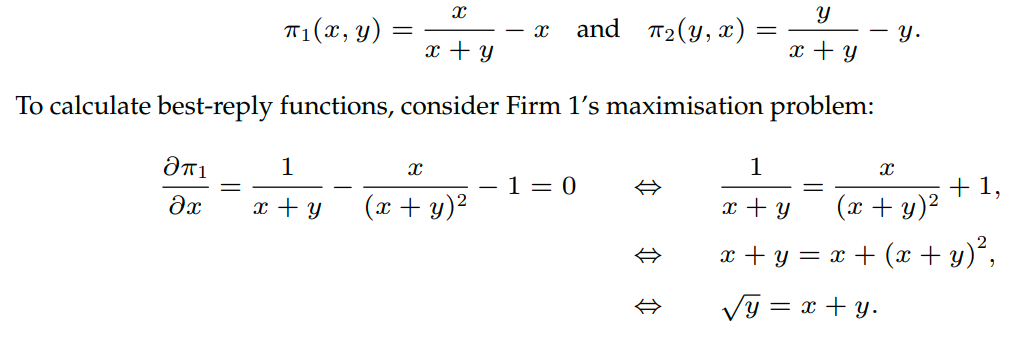 π₁(x, y) = x/(x + y) − x and π₂(y, x) = y/(x + y) − y.
To calculate best-reply functions, consider Firm 1’s maximisation problem:
∂π₁/∂x = 1/(x + y) − x/(x + y)² − 1 = 0 ⇔ 1/(x + y) = x/(x + y)² + 1,
⇔ x + y = x + (x + y)²,
⇔ √y = x + y.